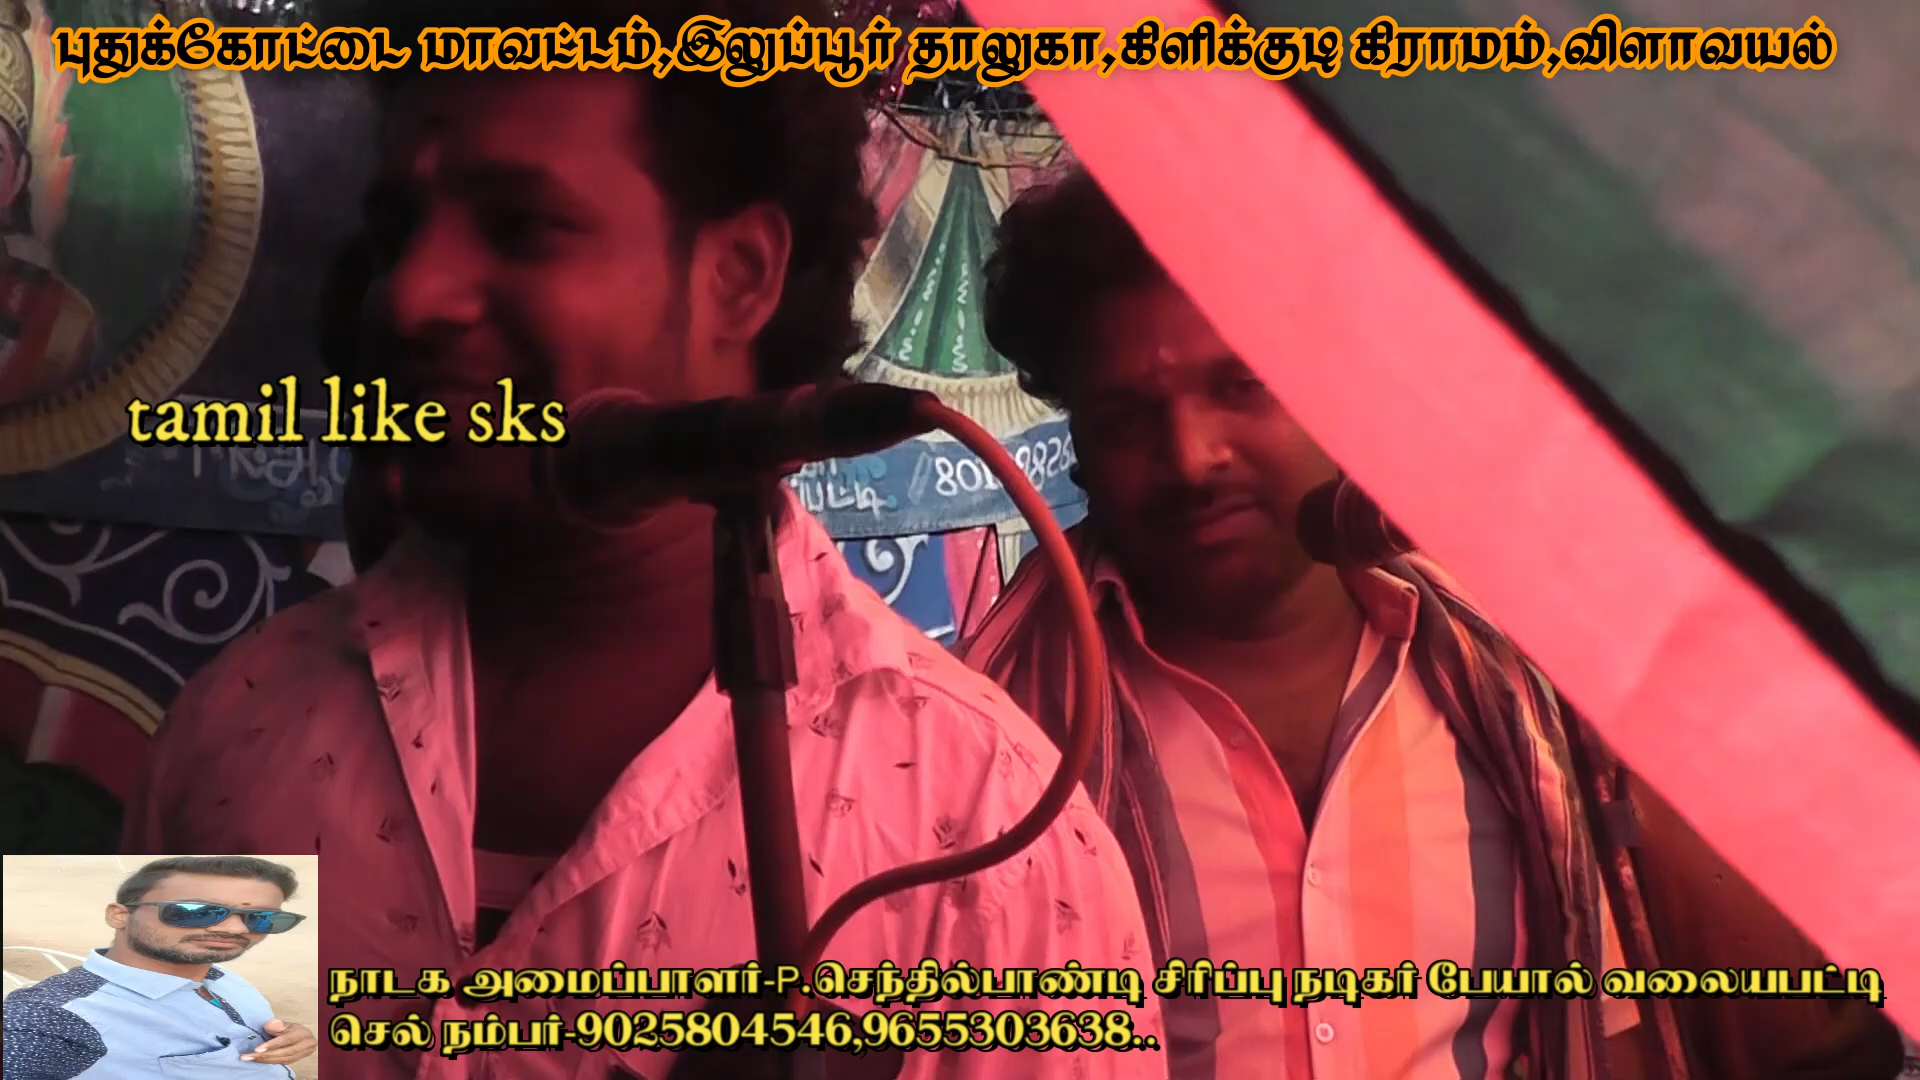 புதுக்கோட்டை மாவட்டம்,இலுப்பூர் தாலுகா,கிளிக்குடி கிராமம்,விளாவயல்
tamil like sks
நாடக அமைப்பாளர்-P.செந்தில்பாண்டி சிரிப்பு நடிகர் பேயால் வலையபட்டி
செல் நம்பர்-9025804546,9655303638..